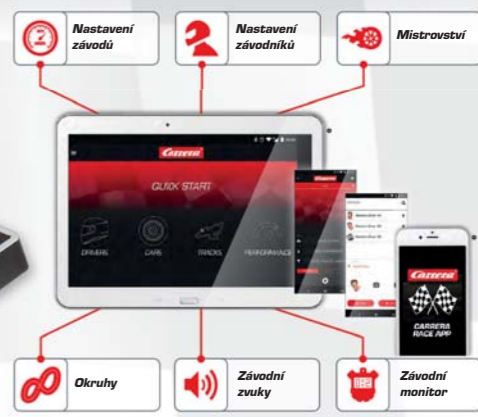 Nastavení
závodů
Nastavení
závodníků
Mistrovství
Carrera
QUICK START
DRIVERS
CARS
TRACKS
PERFORMANCE
Carrera
CARRERA
RACE APP
Okruhy
Závodní
zvuky
Závodní
monitor